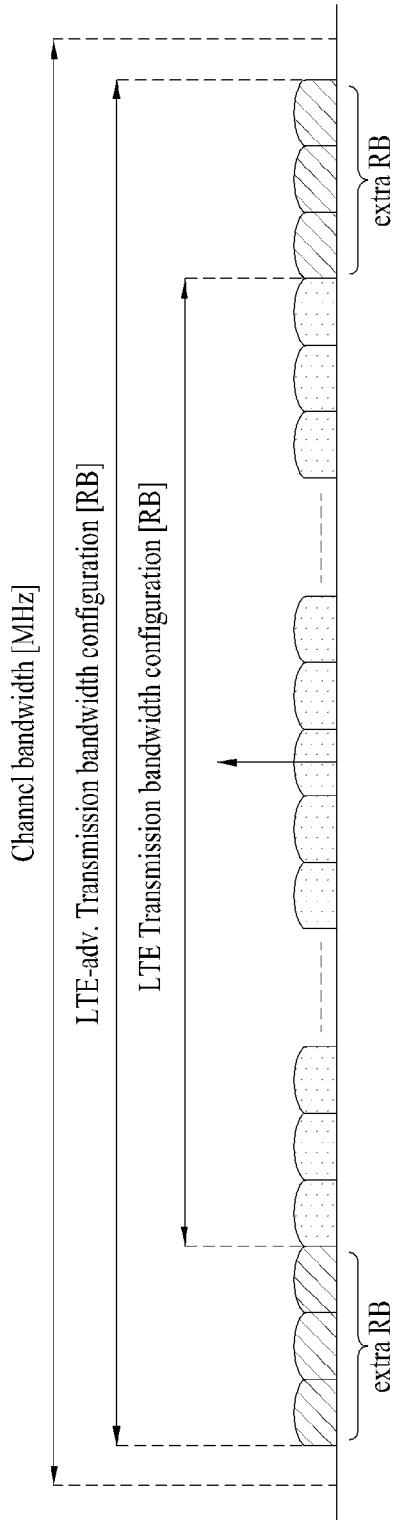 Channel bandwidth [MHz]
LTE-adv. Transmission bandwidth configuration [RB]
LTE Transmission bandwidth configuration [RB]
extra RB
extra RB